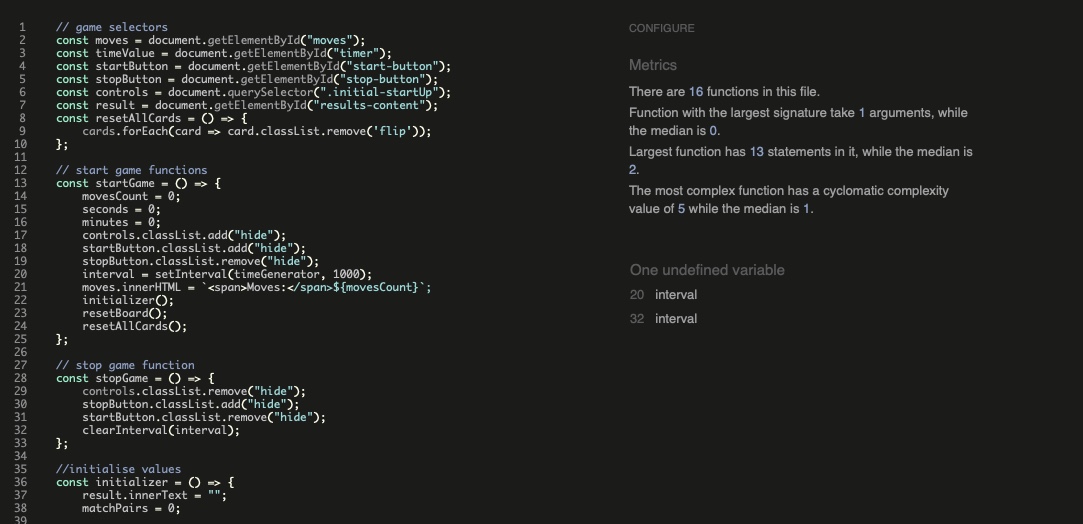 1 // game selectors
2 const moves = document.getElementById("moves");
3 const timeValue = document.getElementById("timer");
4 const startButton = document.getElementById("start-button");
5 const stopButton = document.getElementById("stop-button");
6 const controls = document.querySelector(".initial-startUp");
7 const result = document.getElementById("results-content");
8 const resetAllCards = () => {
9     cards.forEach(card => card.classList.remove('flip'));
10 };
11
12 // start game functions
13 const startGame = () => {
14     movesCount = 0;
15     seconds = 0;
16     minutes = 0;
17     controls.classList.add("hide");
18     startButton.classList.add("hide");
19     stopButton.classList.remove("hide");
20     interval = setInterval(timeGenerator, 1000);
21     moves.innerHTML = `<span>Moves:</span>${movesCount}`;
22     initializer();
23     resetBoard();
24     resetAllCards();
25 };
26
27 // stop game function
28 const stopGame = () => {
29     controls.classList.remove("hide");
30     stopButton.classList.add("hide");
31     startButton.classList.remove("hide");
32     clearInterval(interval);
33 };
34
35 //initialise values
36 const initializer = () => {
37     result.innerText = "";
38     matchPairs = 0;
39
CONFIGURE
Metrics
There are 16 functions in this file.
Function with the largest signature take 1 arguments, while
the median is 0.
Largest function has 13 statements in it, while the median is
2.
The most complex function has a cyclomatic complexity
value of 5 while the median is 1.
One undefined variable
20 interval
32 interval